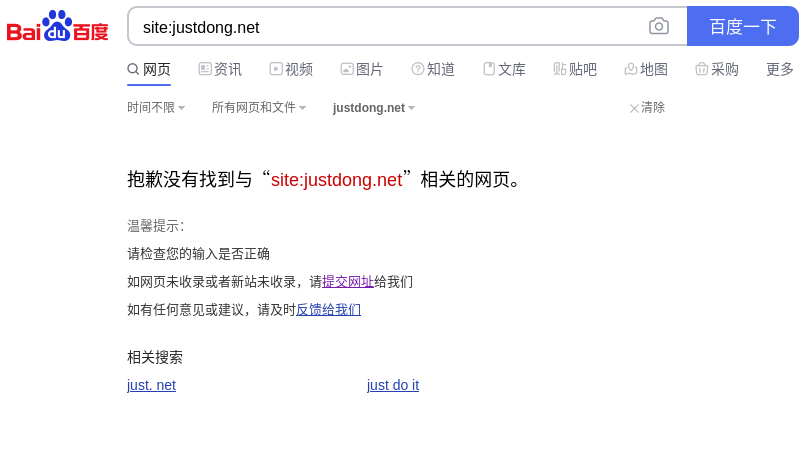 Bai du 百度 site:justdong.net 百度一下
网页 资讯 视频 图片 知道 文库 贴吧 地图 采购 更多
时间不限 所有网页和文件 justdong.net 清除
抱歉没有找到与“site:justdong.net”相关的网页。
温馨提示：
请检查您的输入是否正确
如网页未收录或者新站未收录，请提交网址给我们
如有任何意见或建议，请及时反馈给我们
相关搜索
just. net just do it